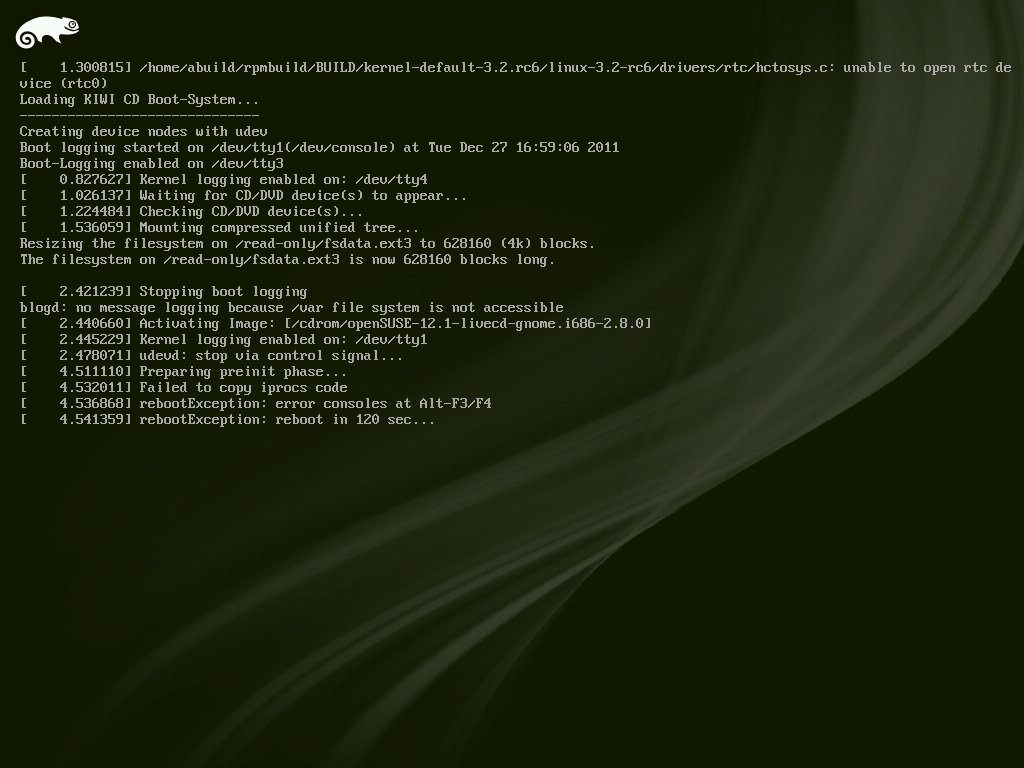 [    1.300815] /home/abuild/rpmbuild/BUILD/kernel-default-3.2.rc6/linux-3.2-rc6/drivers/rtc/hctosys.c: unable to open rtc de
vice (rtc0)
Loading KIWI CD Boot-System...
------------------------------
Creating device nodes with udev
Boot logging started on /dev/tty1(/dev/console) at Tue Dec 27 16:59:06 2011
Boot-Logging enabled on /dev/tty3
[    0.827627] Kernel logging enabled on: /dev/tty4
[    1.026137] Waiting for CD/DVD device(s) to appear...
[    1.224484] Checking CD/DVD device(s)...
[    1.536059] Mounting compressed unified tree...
Resizing the filesystem on /read-only/fsdata.ext3 to 628160 (4k) blocks.
The filesystem on /read-only/fsdata.ext3 is now 628160 blocks long.
[    2.421239] Stopping boot logging
blogd: no message logging because /var file system is not accessible
[    2.440660] Activating Image: [/cdrom/openSUSE-12.1-livecd-gnome.i686-2.8.0]
[    2.445229] Kernel logging enabled on: /dev/tty1
[    2.478071] udevd: stop via control signal...
[    4.511110] Preparing preinit phase...
[    4.532011] Failed to copy iprocs code
[    4.536868] rebootException: error consoles at Alt-F3/F4
[    4.541359] rebootException: reboot in 120 sec...